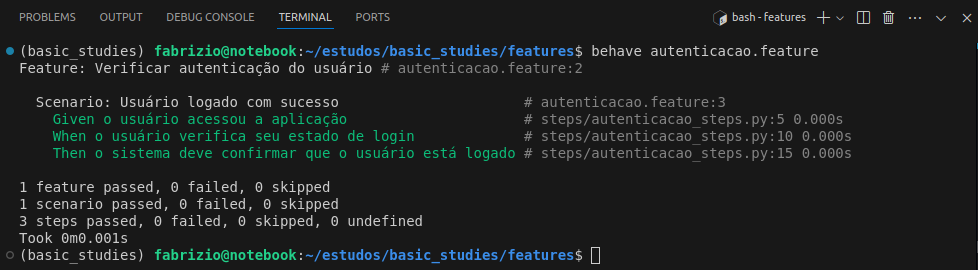 PROBLEMS OUTPUT DEBUG CONSOLE TERMINAL PORTS bash - features
(basic_studies) fabrizio@notebook:~/estudos/basic_studies/features$ behave autenticacao.feature
Feature: Verificar autenticação do usuário # autenticacao.feature:2
Scenario: Usuário logado com sucesso # autenticacao.feature:3
Given o usuário acessou a aplicação # steps/autenticacao_steps.py:5 0.000s
When o usuário verifica seu estado de login # steps/autenticacao_steps.py:10 0.000s
Then o sistema deve confirmar que o usuário está logado # steps/autenticacao_steps.py:15 0.000s
1 feature passed, 0 failed, 0 skipped
1 scenario passed, 0 failed, 0 skipped
3 steps passed, 0 failed, 0 skipped, 0 undefined
Took 0m0.001s
(basic_studies) fabrizio@notebook:~/estudos/basic_studies/features$